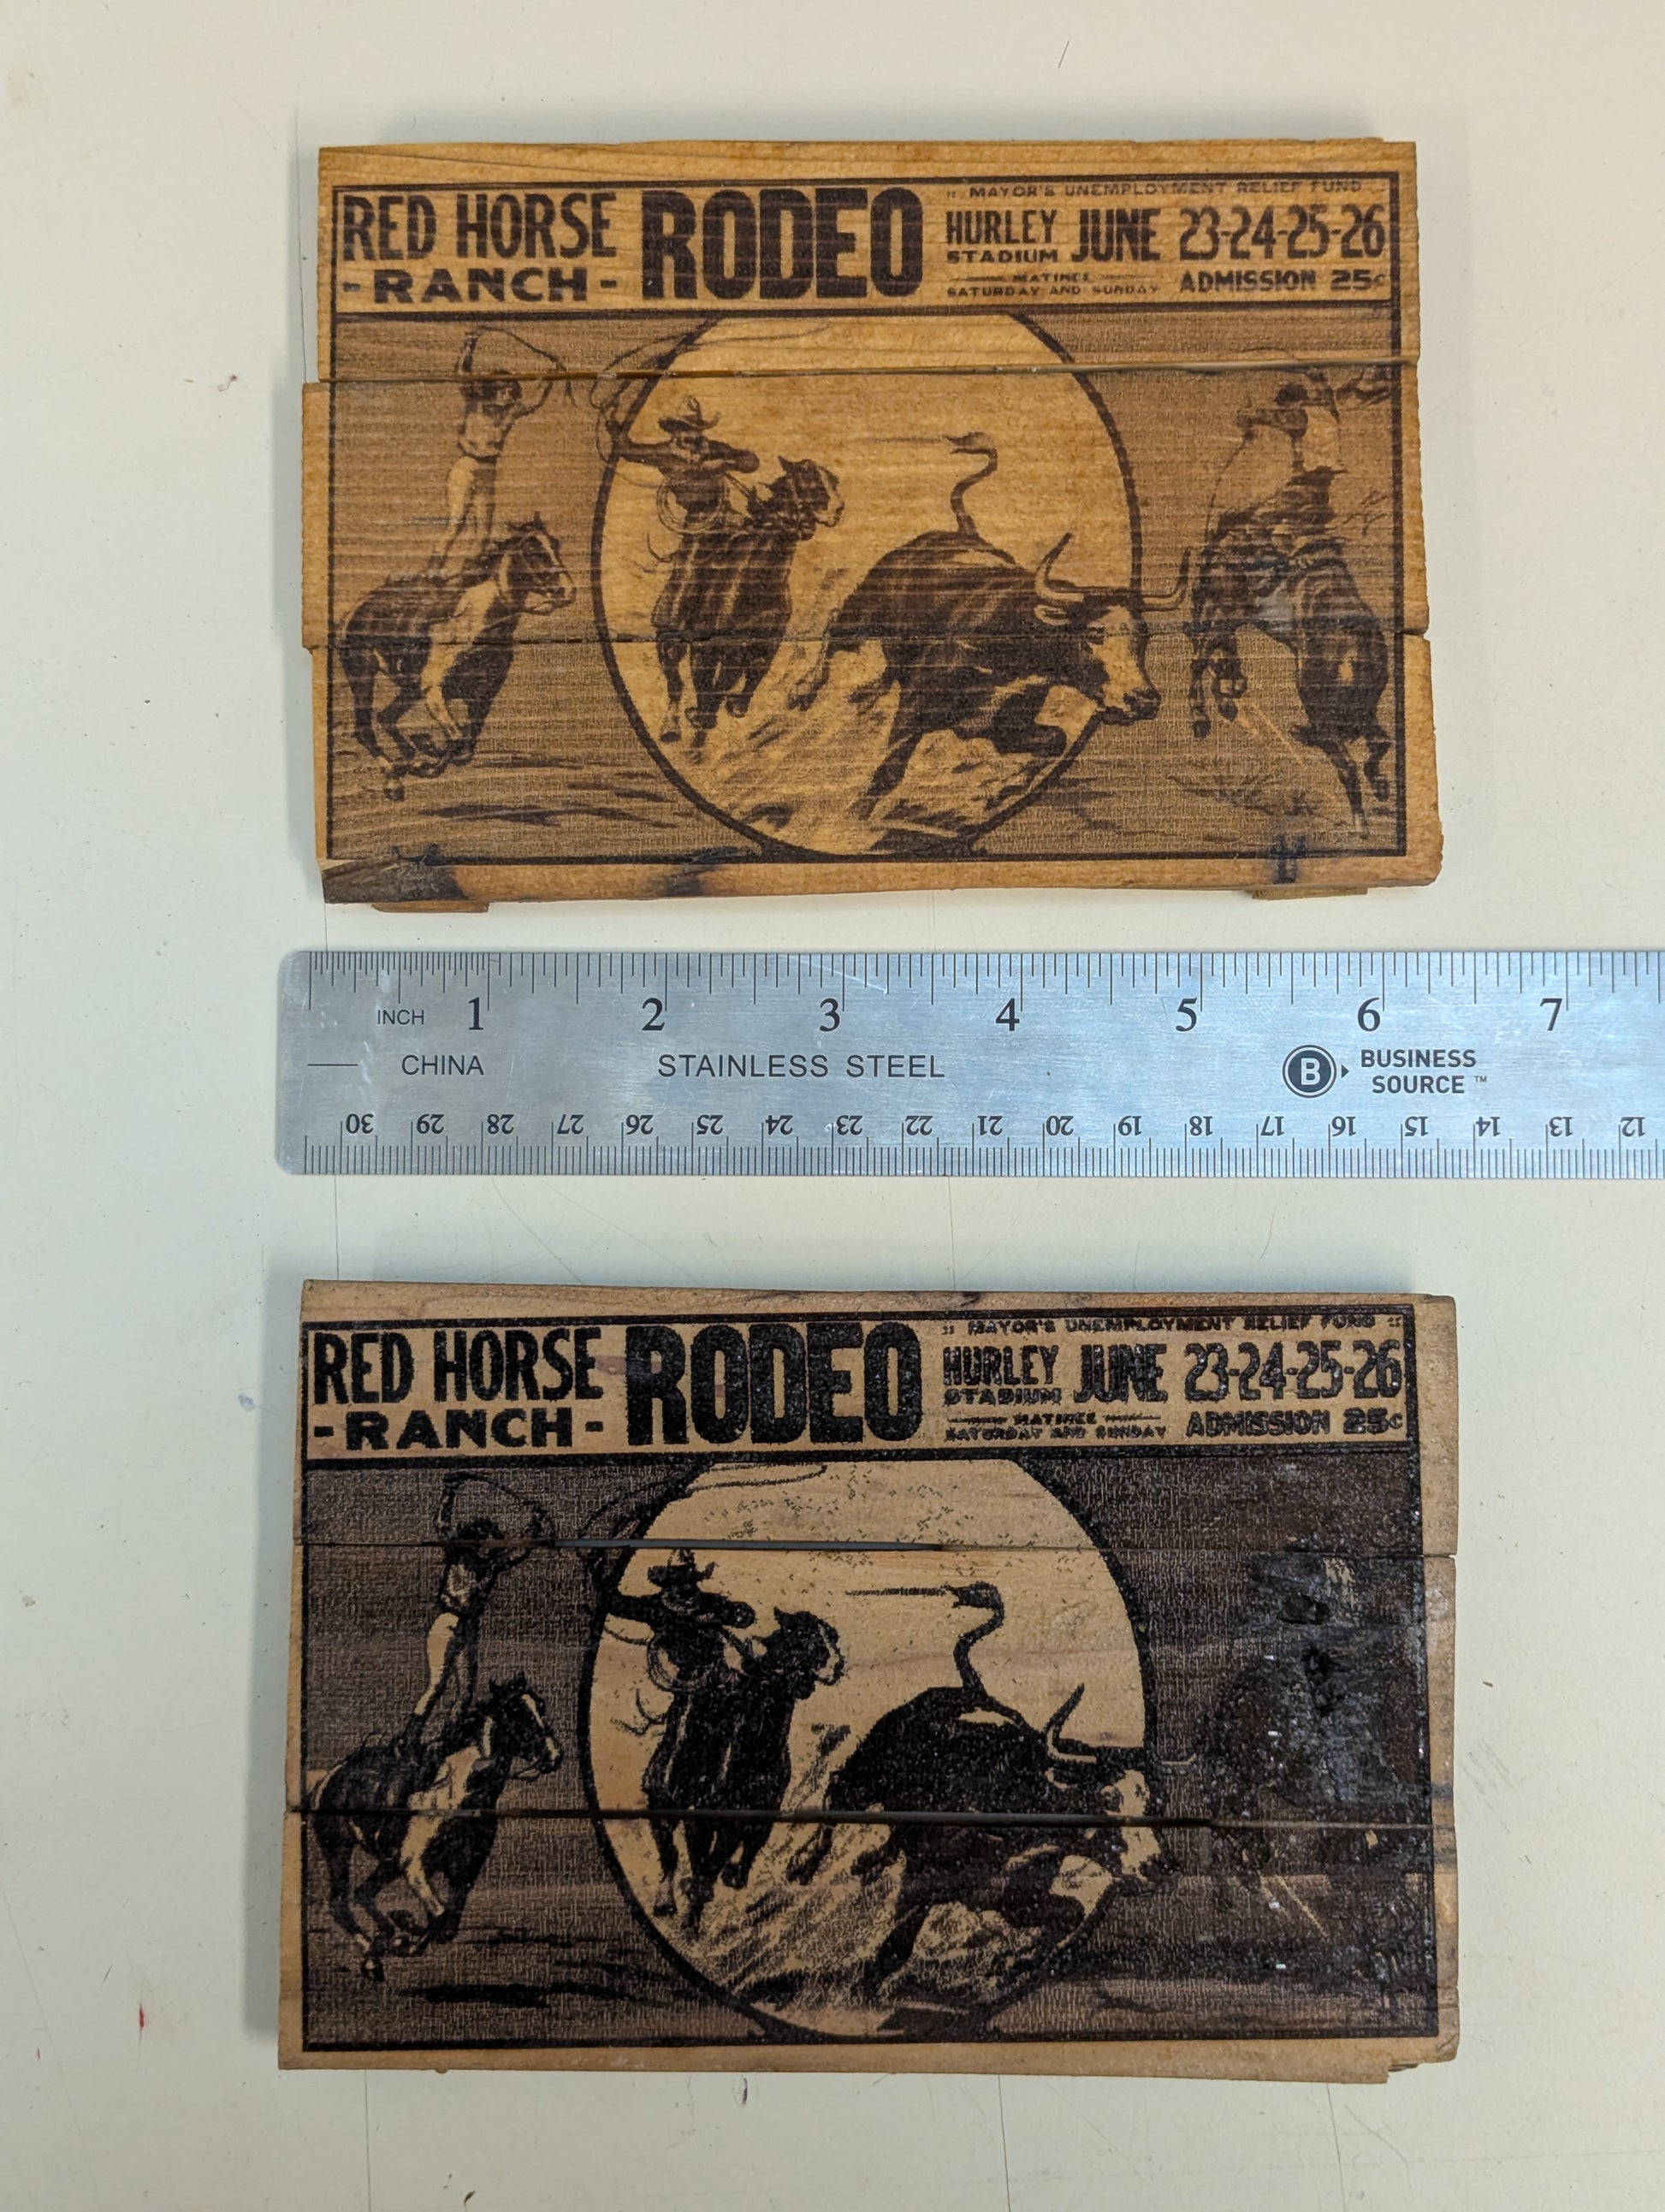 RED HORSE
-RANCH-
RODEO
:: MAYOR'S UNEMPLOYMENT RELIEF FUND ::
HURLEY JUNE 23-24-25-26
STADIUM
MATINEE
SATURDAY AND SUNDAY
ADMISSION 25¢
1 2 3 4 5 6 7
INCH
CHINA STAINLESS STEEL B BUSINESS
SOURCE™
30 29 28 27 26 25 24 23 22 21 20 19 18 17 16 15 14 13 12
RED HORSE
-RANCH-
RODEO
:: MAYOR'S UNEMPLOYMENT RELIEF FUND ::
HURLEY JUNE 23-24-25-26
STADIUM
MATINEE
SATURDAY AND SUNDAY
ADMISSION 25¢